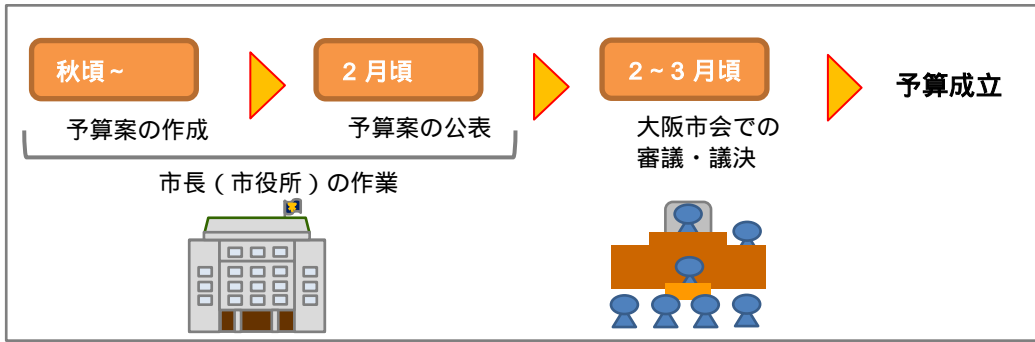 秋頃~
２月頃
２~３月頃
予算成立
予算案の作成
予算案の公表
大阪市会での
審議・議決
市長（市役所）の作業